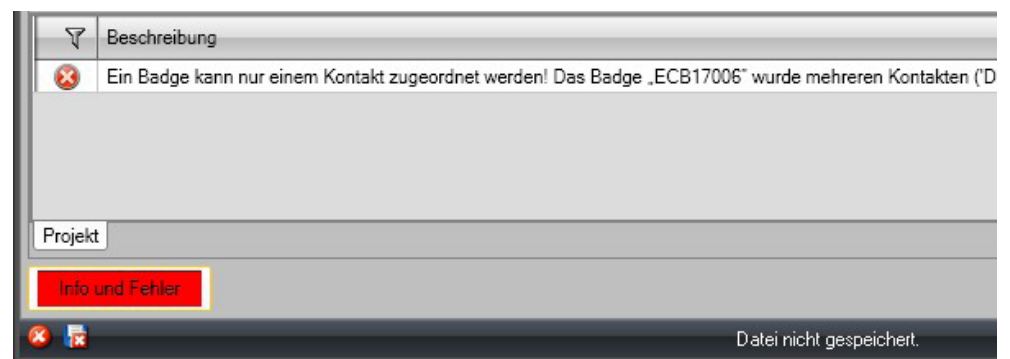 Beschreibung
Ein Badge kann nur einem Kontakt zugeordnet werden! Das Badge „ECB17006“ wurde mehreren Kontakten ('D
Projekt
Info und Fehler
Datei nicht gespeichert.